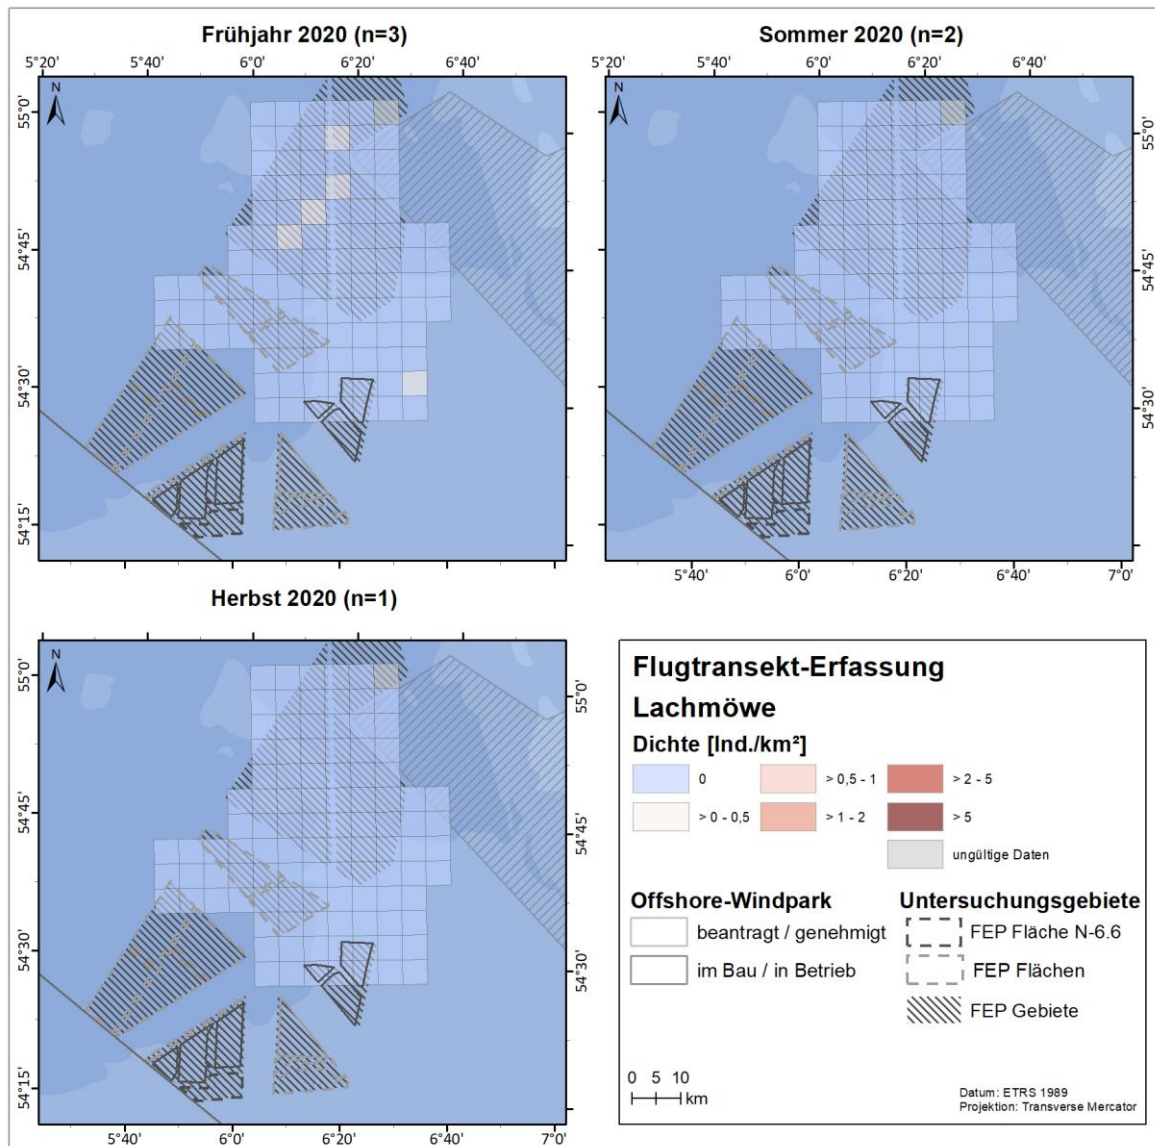 Frühjahr 2020 (n=3)
5°20' 5°40' 6°0' 6°20' 6°40'
N
55°0'
54°45'
54°30'
54°15'
Sommer 2020 (n=2)
5°20' 5°40' 6°0' 6°20' 6°40'
N
55°0'
54°45'
54°30'
54°15'
5°40' 6°0' 6°20' 6°40' 7°0'
Herbst 2020 (n=1)
N
55°0'
54°45'
54°30'
54°15'
55°0'
54°45'
54°30'
54°15'
5°40' 6°0' 6°20' 6°40' 7°0'
Flugtransekt-Erfassung
Lachmöwe
Dichte [Ind./km²]
0 > 0,5 - 1 > 2 - 5
> 0 - 0,5 > 1 - 2 > 5
ungültige Daten
Offshore-Windpark
beantragt / genehmigt
im Bau / in Betrieb
Untersuchungsgebiete
FEP Fläche N-6.6
FEP Flächen
FEP Gebiete
0 5 10
km
Datum: ETRS 1989
Projektion: Transverse Mercator